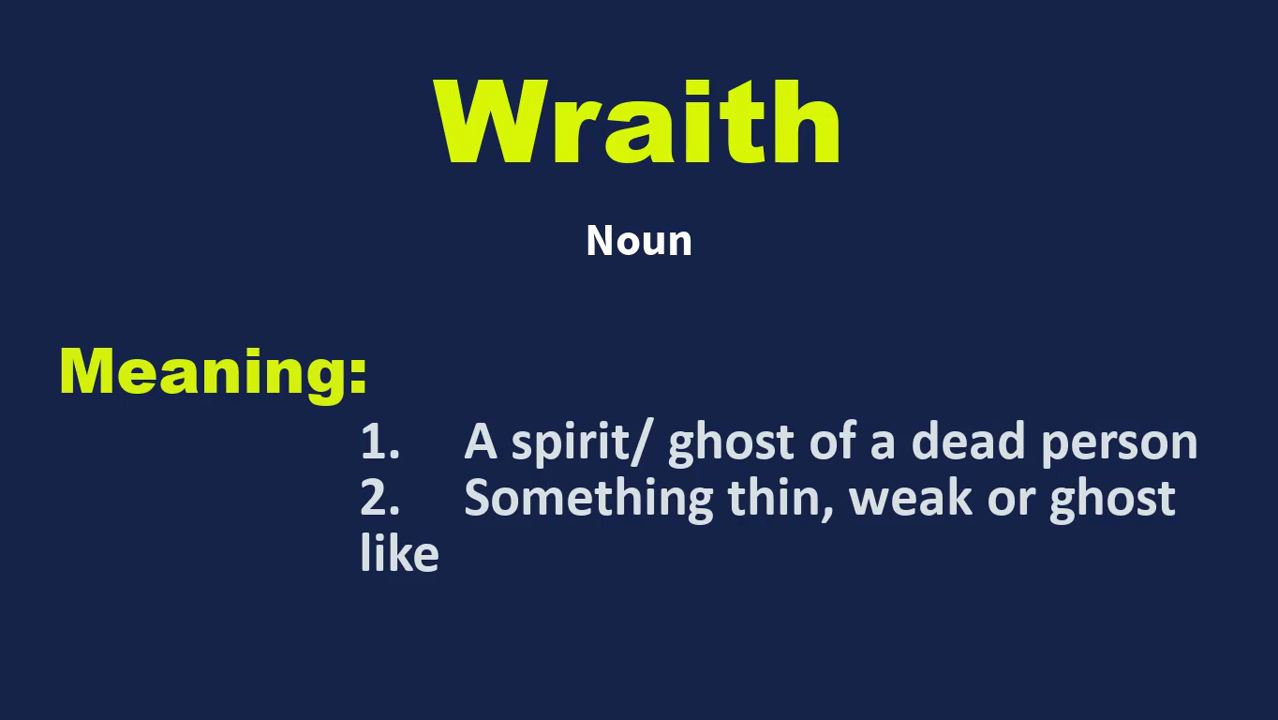 Wraith
Noun
Meaning:
1. A spirit/ ghost of a dead person
2. Something thin, weak or ghost
like